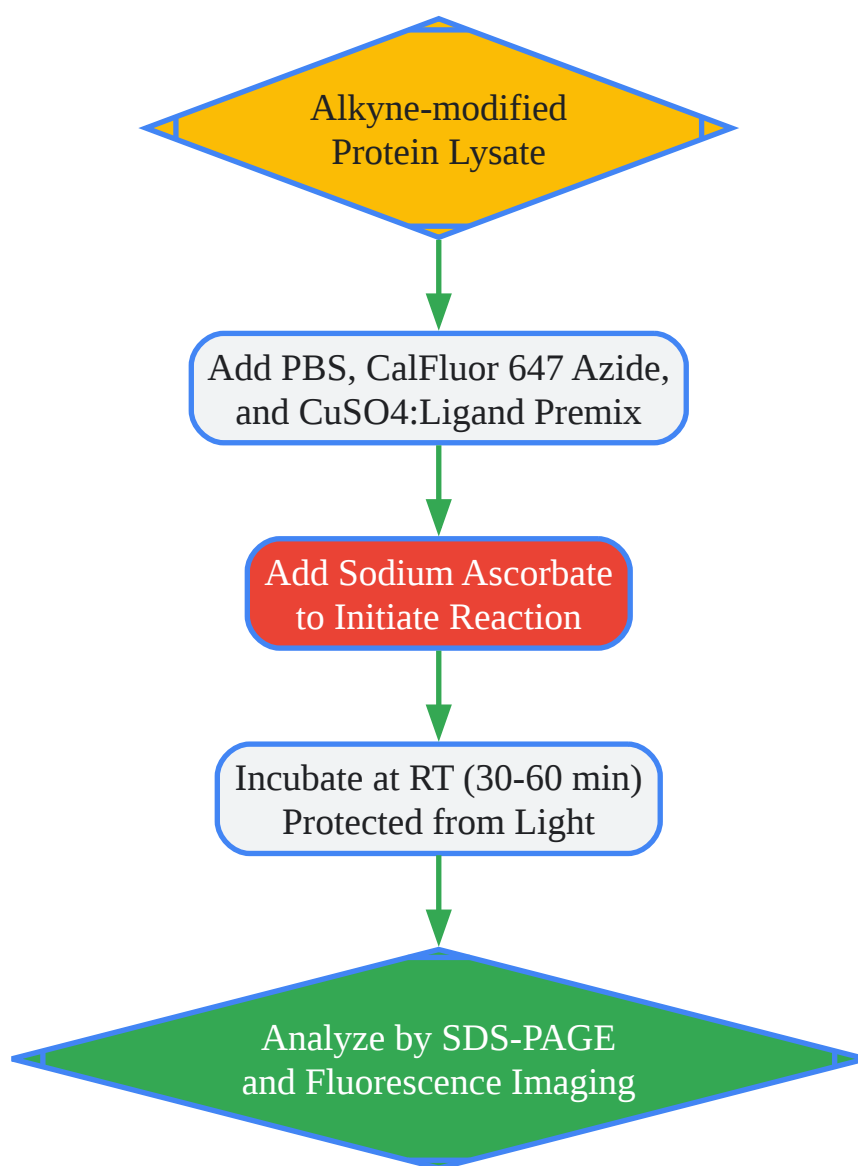 Alkyne-modified
Protein Lysate
Add PBS, CalFluor 647 Azide,
and CuSO4:Ligand Premix
Add Sodium Ascorbate
to Initiate Reaction
Incubate at RT (30-60 min)
Protected from Light
Analyze by SDS-PAGE
and Fluorescence Imaging